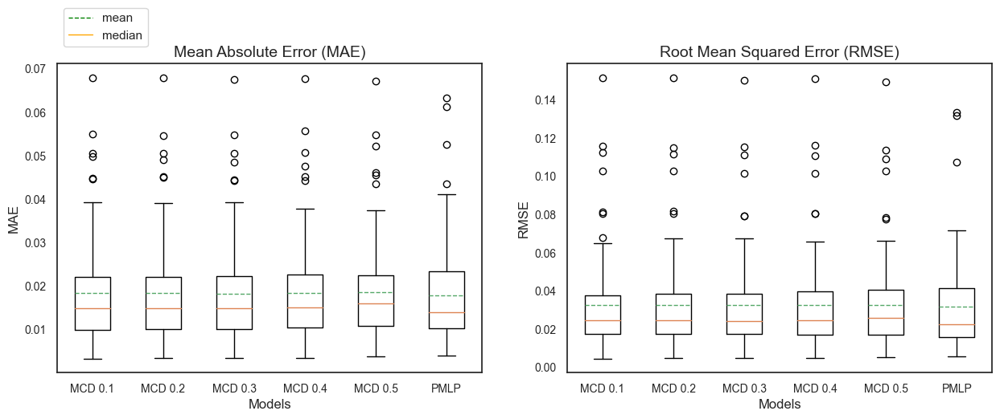 mean
median
Mean Absolute Error (MAE)
0.07
0.06
0.05
0.04
0.03
0.02
0.01
MAE
MCD 0.1 MCD 0.2 MCD 0.3 MCD 0.4 MCD 0.5 PMLP
Models
Root Mean Squared Error (RMSE)
0.14
0.12
0.10
0.08
0.06
0.04
0.02
0.00
RMSE
MCD 0.1 MCD 0.2 MCD 0.3 MCD 0.4 MCD 0.5 PMLP
Models